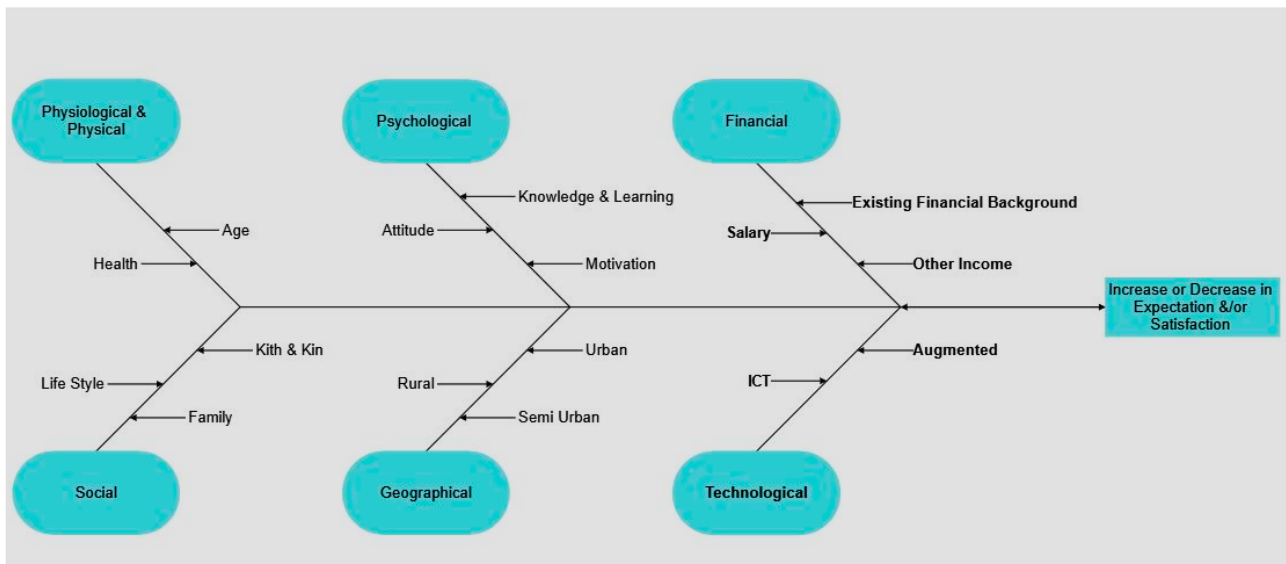 Physiological &
Physical
Psychological
Financial
Knowledge & Learning
Existing Financial Background
Age
Attitude
Salary
Health
Motivation
Other Income
Increase or Decrease in
Expectation &/or
Satisfaction
Kith & Kin
Urban
Augmented
Life Style
Rural
ICT
Family
Semi Urban
Social
Geographical
Technological